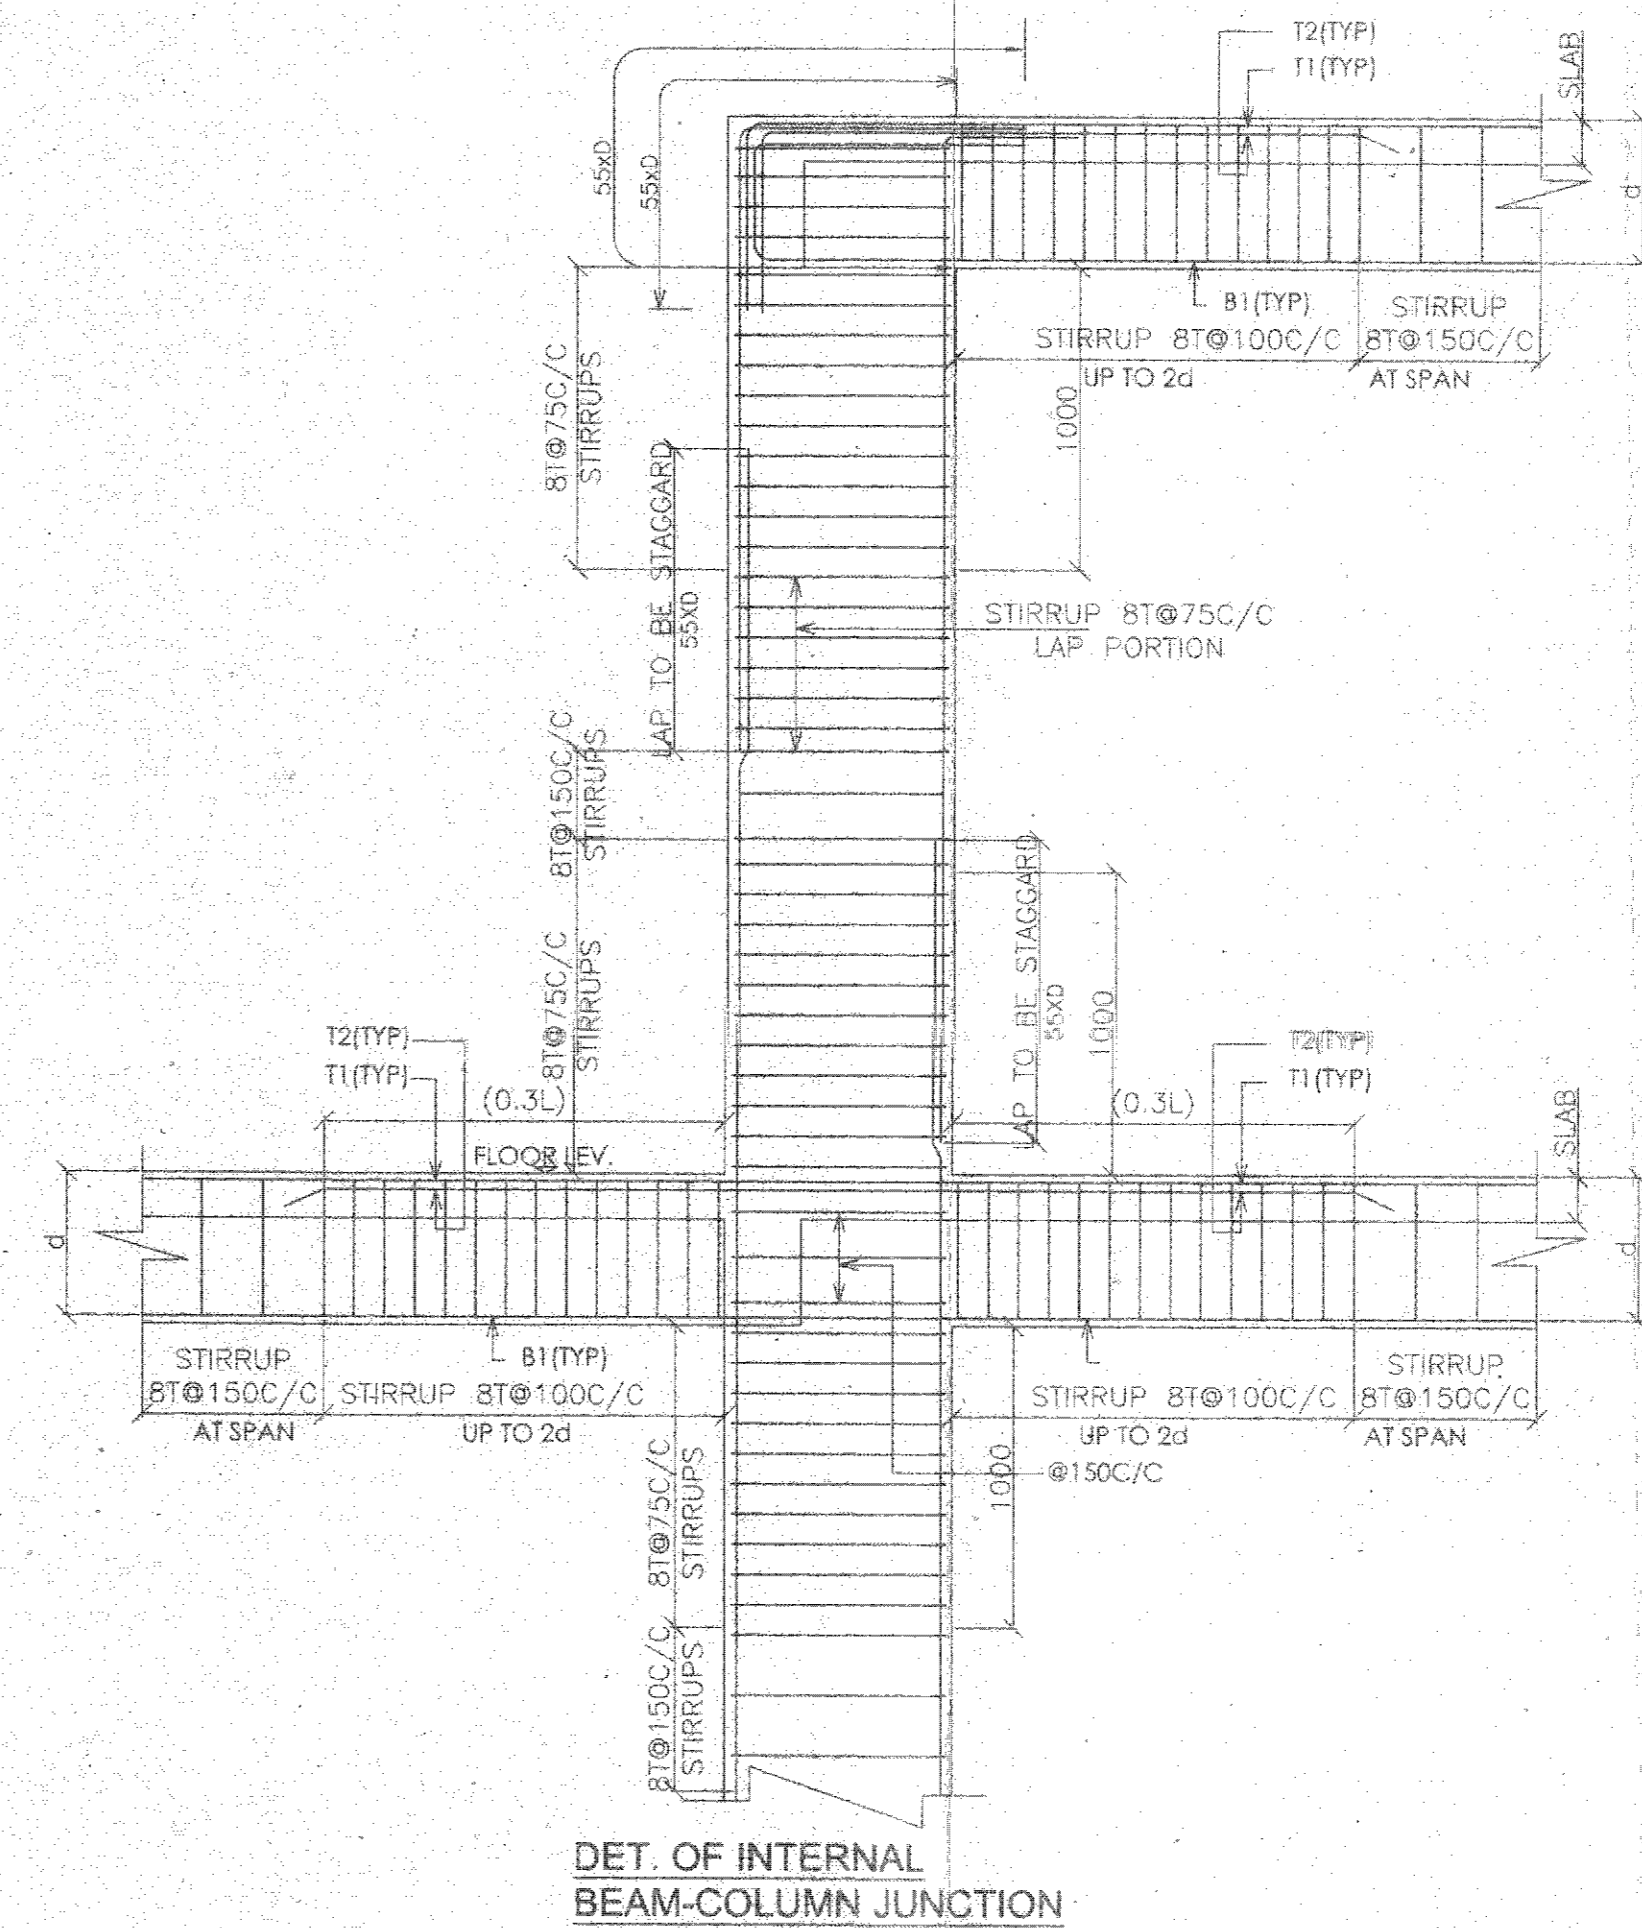 T2(TYP)
T1(TYP)
SLAB
55xD
55xD
d
B1(TYP)
STIRRUP
STIRRUP 8T@100C/C
8T@150C/C
UP TO 2d
AT SPAN
8T@75C/C
STIRRUPS
1000
LAP TO BE STAGGARD
55XD
STIRRUP 8T@75C/C
LAP PORTION
8T@150C/C
STIRRUPS
8T@75C/C
STIRRUPS
LAP TO BE STAGGARD
55XD
1000
T2(TYP)
T1(TYP)
(0.3L)
FLOOR LEV.
T2(TYP)
T1(TYP)
(0.3L)
SLAB
d
d
STIRRUP
8T@150C/C
AT SPAN
B1(TYP)
STIRRUP 8T@100C/C
UP TO 2d
STIRRUP 8T@100C/C
UP TO 2d
@150C/C
STIRRUP
8T@150C/C
AT SPAN
8T@75C/C
STIRRUPS
1000
8T@150C/C
STIRRUPS
DET. OF INTERNAL
BEAM-COLUMN JUNCTION